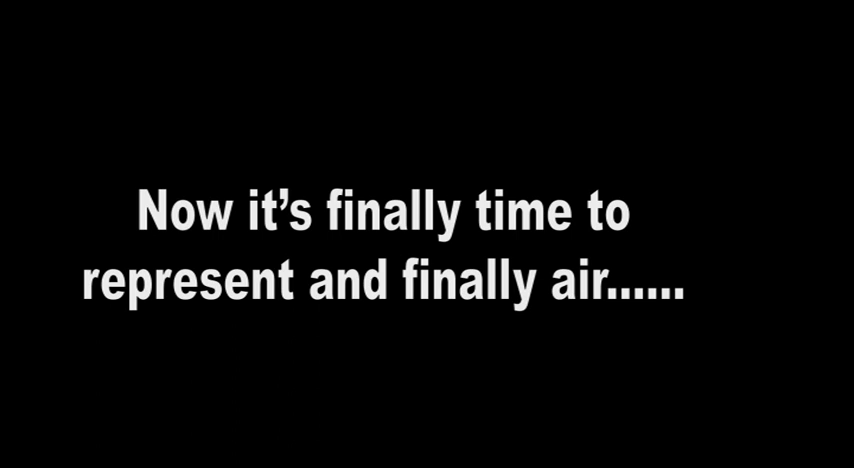 Now it’s finally time to
represent and finally air......